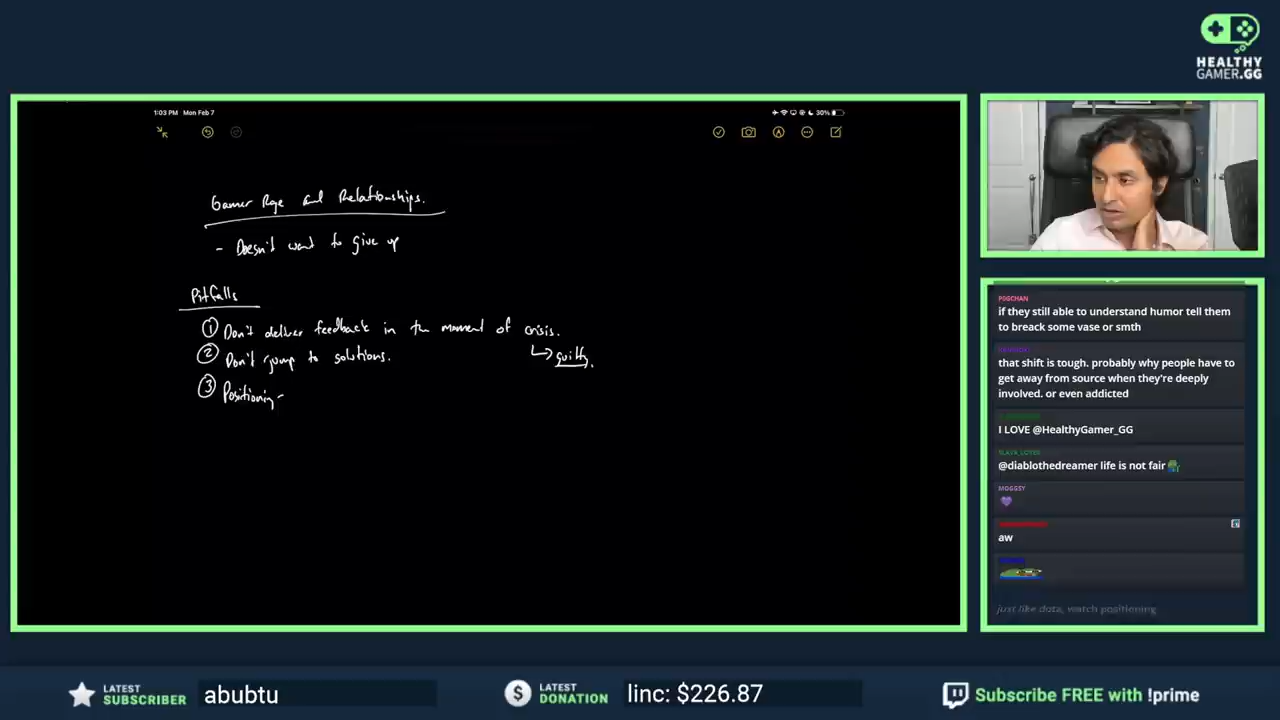 HEALTHY
GAMER.GG
1:03 PM Mon Feb 7
30%
Gamer Rage and Relationships.
- Doesn't want to give up
Pitfalls
① Don't deliver feedback in the moment of crisis.
↳ guilty.
② Don't jump to solutions.
③ Positioning -
PIGCHAN
if they still able to understand humor tell them
to breack some vase or smth
that shift is tough. probably why people have to
get away from source when they're deeply
involved. or even addicted
I LOVE @HealthyGamer_GG
@diablothedreamer life is not fair
MOGGSY
aw
just like dota, watch positioning
LATEST
SUBSCRIBER
abubtu
LATEST
DONATION
linc: $226.87
Subscribe FREE with !prime